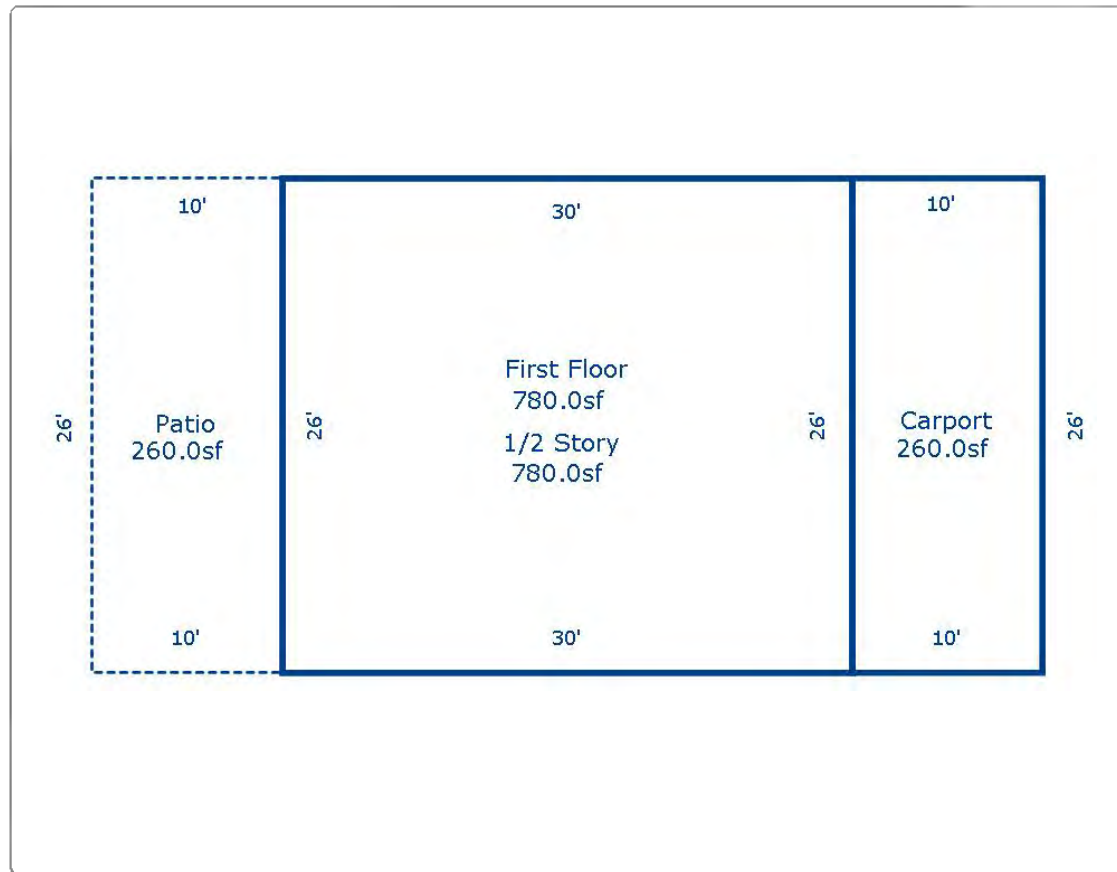 10'
30'
10'
First Floor
780.0sf
1/2 Story
780.0sf
26'
Patio
260.0sf
26'
26'
Carport
260.0sf
26'
10'
30'
10'